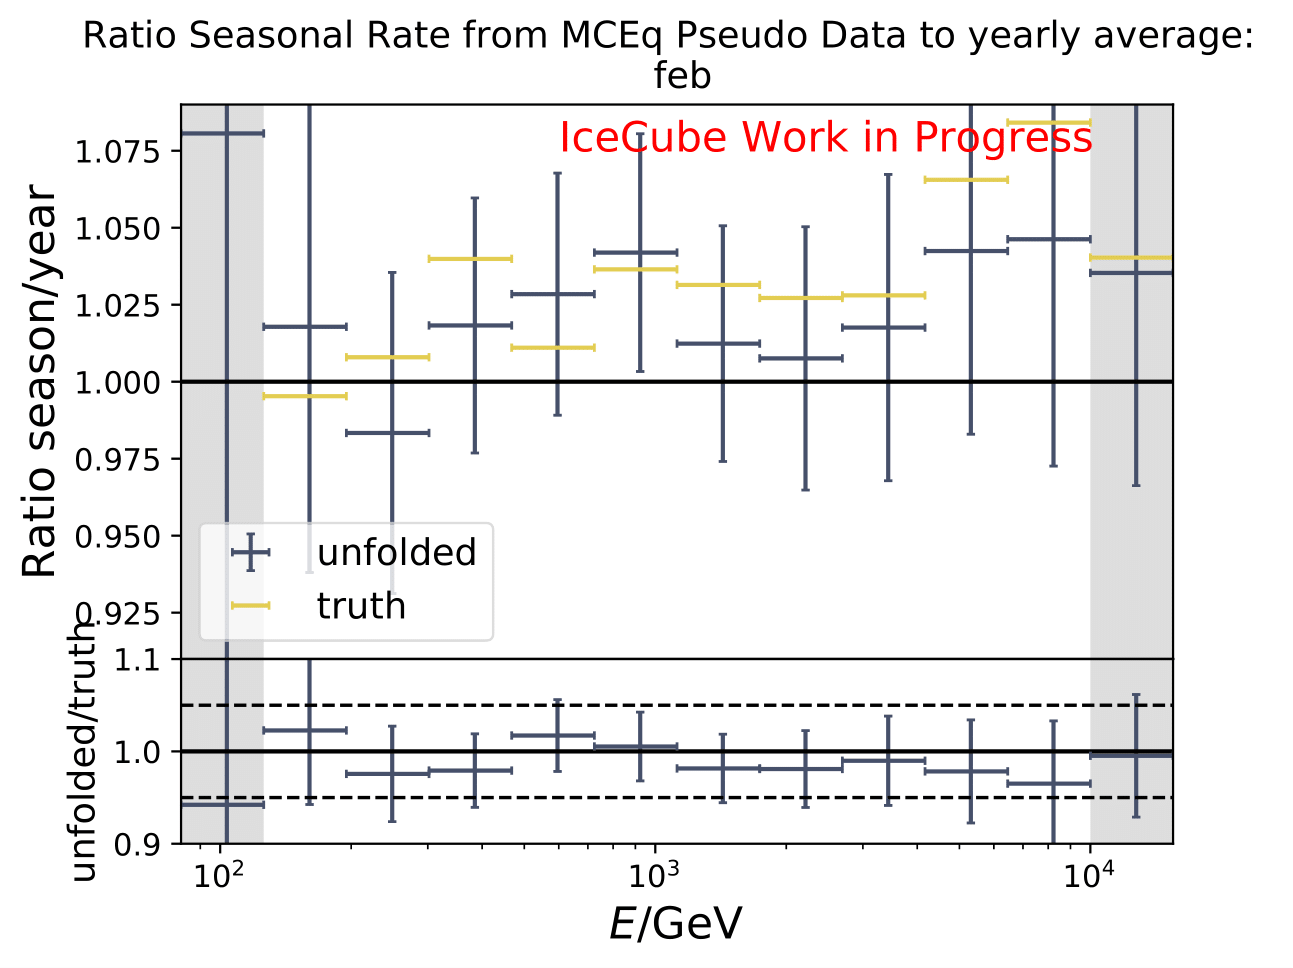 Ratio Seasonal Rate from MCEq Pseudo Data to yearly average:
feb
IceCube Work in Progress
Ratio season/year
1.075
1.050
1.025
1.000
0.975
0.950
0.925
unfolded
truth
unfolded/truth
1.1
1.0
0.9
10²
10³
10⁴
E/GeV